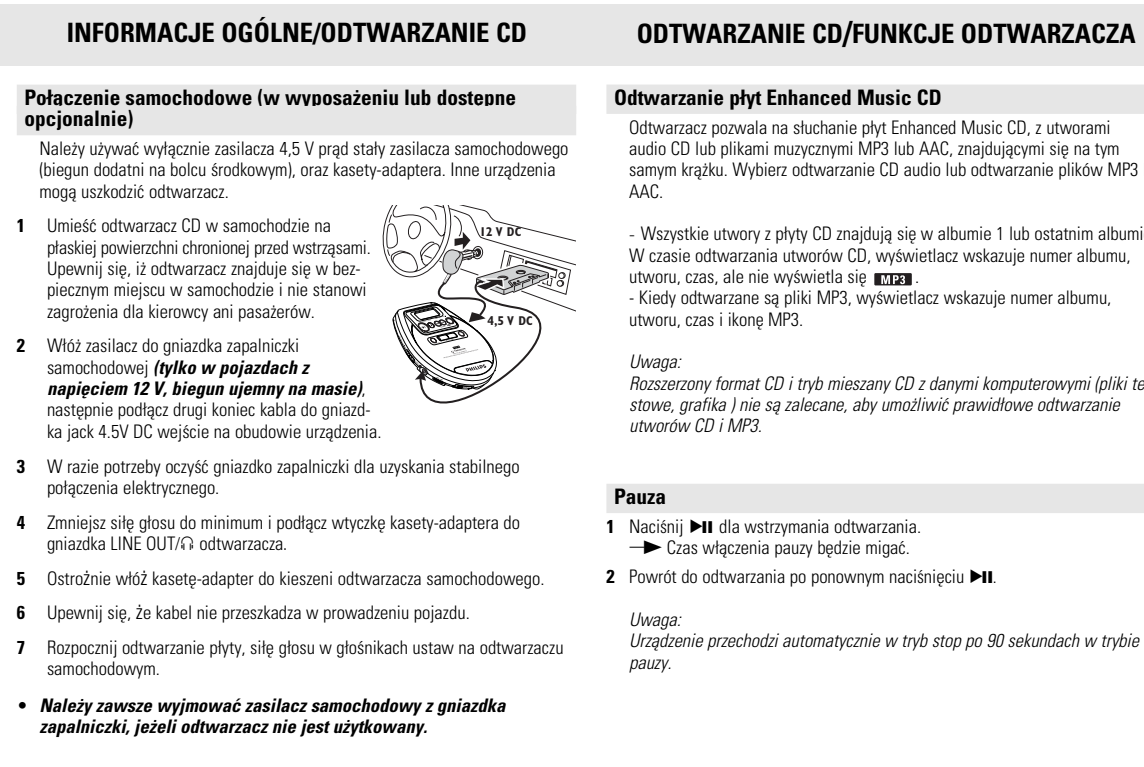 INFORMACJE OGÓLNE/ODTWARZANIE CD
Połączenie samochodowe (w wyposażeniu lub dostępne
opcjonalnie)
Należy używać wyłącznie zasilacza 4,5 V prąd stały zasilacza samochodowego
(biegun dodatni na bolcu środkowym), oraz kasety-adaptera. Inne urządzenia
mogą uszkodzić odtwarzacz.
1 Umieść odtwarzacz CD w samochodzie na
płaskiej powierzchni chronionej przed wstrząsami.
Upewnij się, iż odtwarzacz znajduje się w bez-
piecznym miejscu w samochodzie i nie stanowi
zagrożenia dla kierowcy ani pasażerów.
2 Włóż zasilacz do gniazdka zapalniczki
samochodowej (tylko w pojazdach z
napięciem 12 V, biegun ujemny na masie),
następnie podłącz drugi koniec kabla do gniazd-
ka jack 4.5V DC wejście na obudowie urządzenia.
12 V DC
4,5 V DC
PHILIPS
3 W razie potrzeby oczyść gniazdko zapalniczki dla uzyskania stabilnego
połączenia elektrycznego.
4 Zmniejsz siłę głosu do minimum i podłącz wtyczkę kasety-adaptera do
gniazdka LINE OUT/🎧 odtwarzacza.
5 Ostrożnie włóż kasetę-adapter do kieszeni odtwarzacza samochodowego.
6 Upewnij się, że kabel nie przeszkadza w prowadzeniu pojazdu.
7 Rozpocznij odtwarzanie płyty, siłę głosu w głośnikach ustaw na odtwarzaczu
samochodowym.
• Należy zawsze wyjmować zasilacz samochodowy z gniazdka
zapalniczki, jeżeli odtwarzacz nie jest użytkowany.
ODTWARZANIE CD/FUNKCJE ODTWARZACZA
Odtwarzanie płyt Enhanced Music CD
Odtwarzacz pozwala na słuchanie płyt Enhanced Music CD, z utworami
audio CD lub plikami muzycznymi MP3 lub AAC, znajdującymi się na tym
samym krążku. Wybierz odtwarzanie CD audio lub odtwarzanie plików MP3
AAC.
- Wszystkie utwory z płyty CD znajdują się w albumie 1 lub ostatnim albumi
W czasie odtwarzania utworów CD, wyświetlacz wskazuje numer albumu,
utworu, czas, ale nie wyświetla się MP3 .
- Kiedy odtwarzane są pliki MP3, wyświetlacz wskazuje numer albumu,
utworu, czas i ikonę MP3.
Uwaga:
Rozszerzony format CD i tryb mieszany CD z danymi komputerowymi (pliki te
stowe, grafika ) nie są zalecane, aby umożliwić prawidłowe odtwarzanie
utworów CD i MP3.
Pauza
1 Naciśnij ▶II dla wstrzymania odtwarzania.
→ Czas włączenia pauzy będzie migać.
2 Powrót do odtwarzania po ponownym naciśnięciu ▶II.
Uwaga:
Urządzenie przechodzi automatycznie w tryb stop po 90 sekundach w trybie
pauzy.